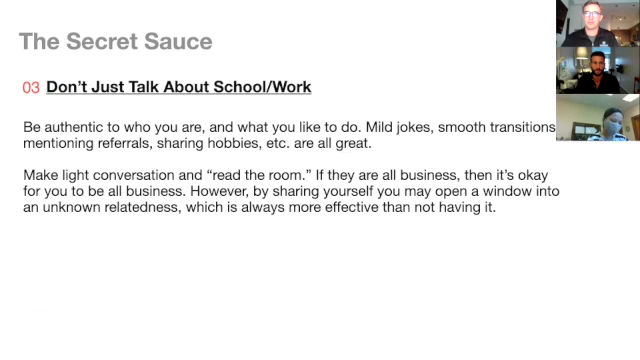 The Secret Sauce
03 Don't Just Talk About School/Work
Be authentic to who you are, and what you like to do. Mild jokes, smooth transitions
mentioning referrals, sharing hobbies, etc. are all great.
Make light conversation and “read the room.” If they are all business, then it's okay
for you to be all business. However, by sharing yourself you may open a window into
an unknown relatedness, which is always more effective than not having it.